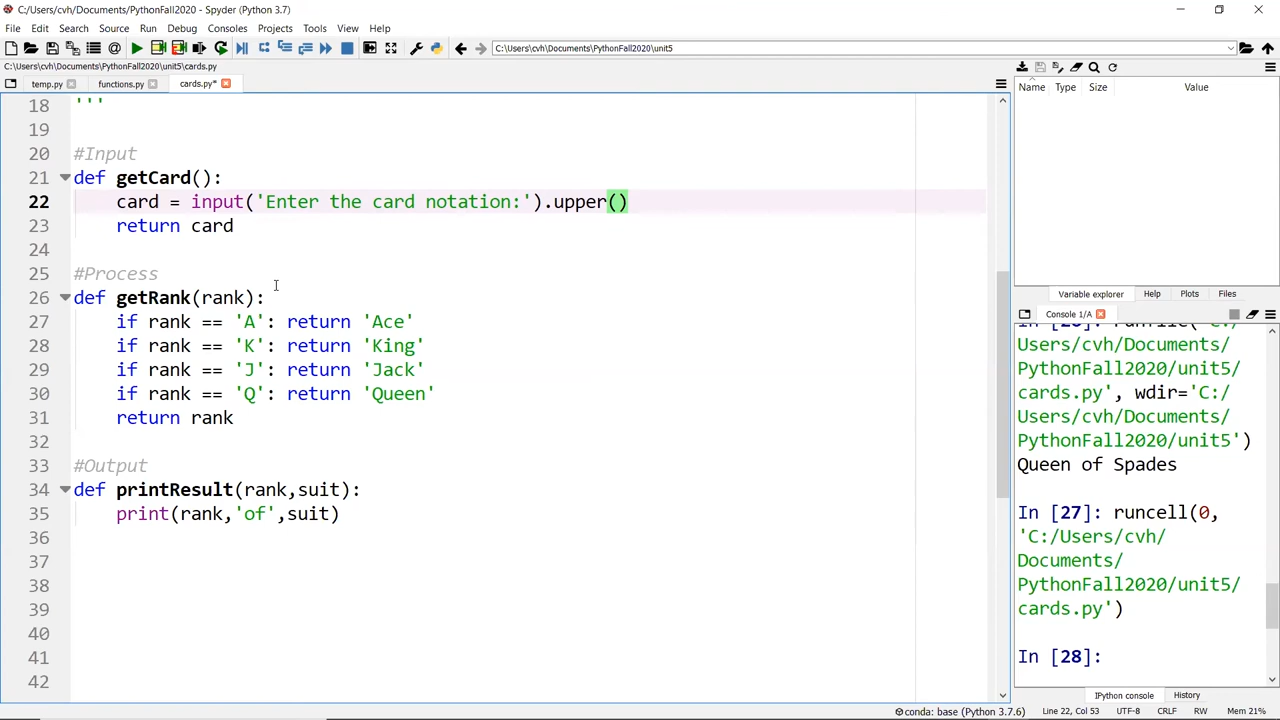 C:/Users/cvh/Documents/PythonFall2020 - Spyder (Python 3.7)
File Edit Search Source Run Debug Consoles Projects Tools View Help
C:\Users\cvh\Documents\PythonFall2020\unit5
C:\Users\cvh\Documents\PythonFall2020\unit5\cards.py
temp.py functions.py cards.py*
18 '''
19
20 #Input
21 def getCard():
22 card = input('Enter the card notation:').upper()
23 return card
24
25 #Process
26 def getRank(rank):
27 if rank == 'A': return 'Ace'
28 if rank == 'K': return 'King'
29 if rank == 'J': return 'Jack'
30 if rank == 'Q': return 'Queen'
31 return rank
32
33 #Output
34 def printResult(rank,suit):
35 print(rank,'of',suit)
36
37
38
39
40
41
42
Name Type Size Value
Variable explorer Help Plots Files
Console 1/A
In [26]: runfile('C:/
Users/cvh/Documents/
PythonFall2020/unit5/
cards.py', wdir='C:/
Users/cvh/Documents/
PythonFall2020/unit5')
Queen of Spades
In [27]: runcell(0,
'C:/Users/cvh/
Documents/
PythonFall2020/unit5/
cards.py')
In [28]:
IPython console History
conda: base (Python 3.7.6) Line 22, Col 53 UTF-8 CRLF RW Mem 21%